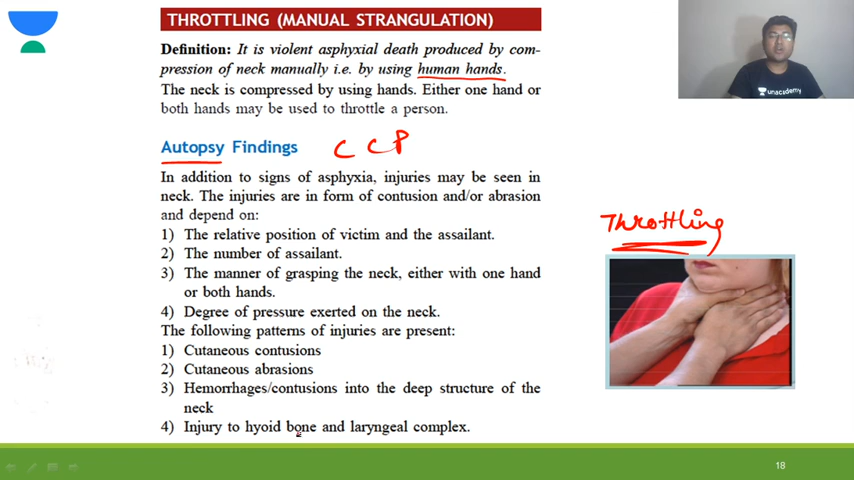 THROTTLING (MANUAL STRANGULATION)
Definition: It is violent asphyxial death produced by com-
pression of neck manually i.e. by using human hands.
The neck is compressed by using hands. Either one hand or
both hands may be used to throttle a person.
Autopsy Findings
C C P
In addition to signs of asphyxia, injuries may be seen in
neck. The injuries are in form of contusion and/or abrasion
and depend on:
1) The relative position of victim and the assailant.
2) The number of assailant.
3) The manner of grasping the neck, either with one hand
or both hands.
4) Degree of pressure exerted on the neck.
The following patterns of injuries are present:
1) Cutaneous contusions
2) Cutaneous abrasions
3) Hemorrhages/contusions into the deep structure of the
neck
4) Injury to hyoid bone and laryngeal complex.
Throttling
unacademy
18